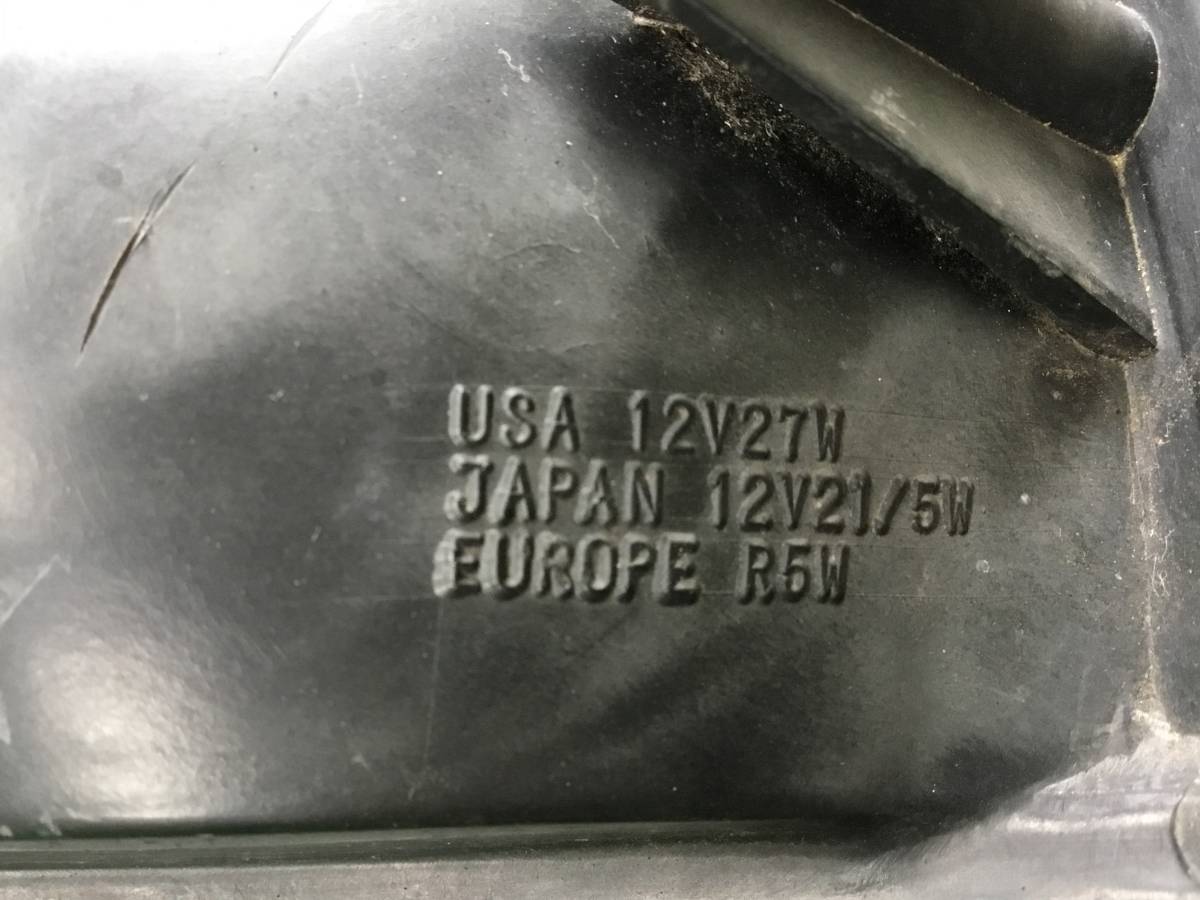 USA 12V27W
JAPAN 12V21/5W
EUROPE R5W